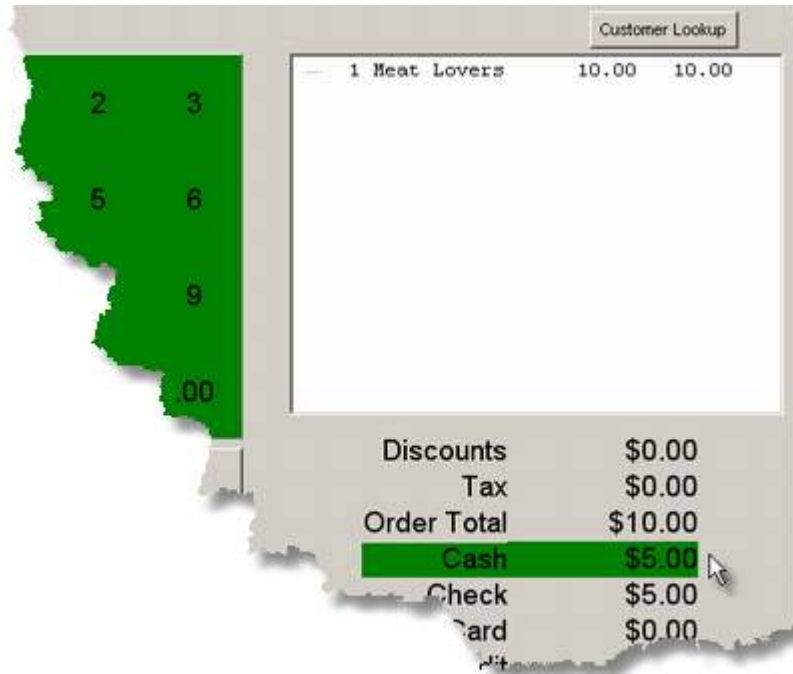 Customer Lookup
1 Meat Lovers 10.00 10.00
2 3
5 6
9
.00
Discounts $0.00
Tax $0.00
Order Total $10.00
Cash $5.00
Check $5.00
Card $0.00